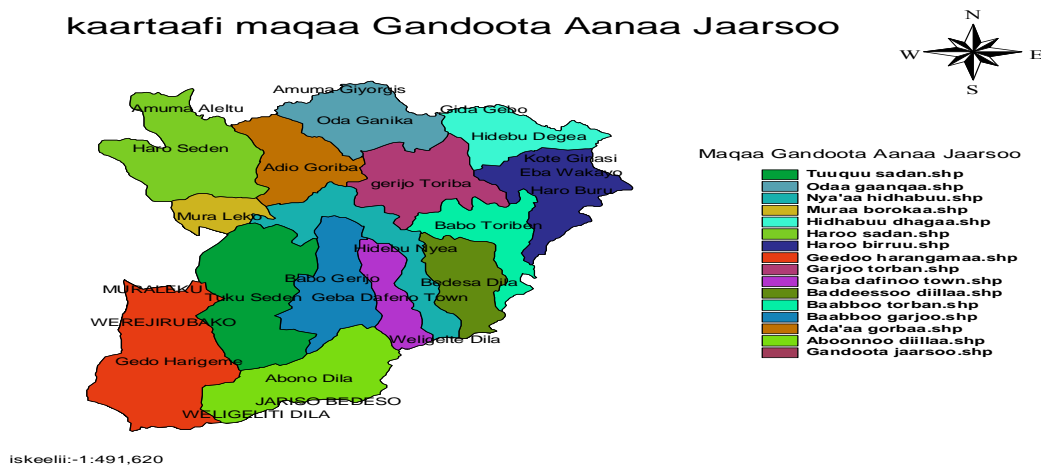 kaartaafi maqaa Gandoota Aanaa Jaarsoo
N
W
E
S
Amuma Giyorgis
Amuma Aleltu
Gida Gebo
Oda Ganika
Hidebu Degea
Haro Seden
Kote Ginasi
Adio Goriba
Eba Wakayo
gerijo Toriba
Haro Buru
Mura Leko
Babo Toriben
Hidebu Nyea
Babo Gerijo
Bedesa Dila
MURALEKU
Tuku Seden
Geba Dafeno Town
WEREJIRUBAKO
Weligelte Dila
Gedo Harigeme
Abono Dila
JARISO BEDESO
WELIGELITI DILA
Maqaa Gandoota Aanaa Jaarsoo
Tuuquu sadan.shp
Odaa gaanqaa.shp
Nya'aa hidhabuu.shp
Muraa borokaa.shp
Hidhabuu dhagaa.shp
Haroo sadan.shp
Haroo birruu.shp
Geedoo harangamaa.shp
Garjoo torban.shp
Gaba dafinoo town.shp
Baddeessoo diillaa.shp
Baabboo torban.shp
Baabboo garjoo.shp
Ada'aa gorbaa.shp
Aboonnoo diillaa.shp
Gandoota jaarsoo.shp
iskeelii:-1:491,620